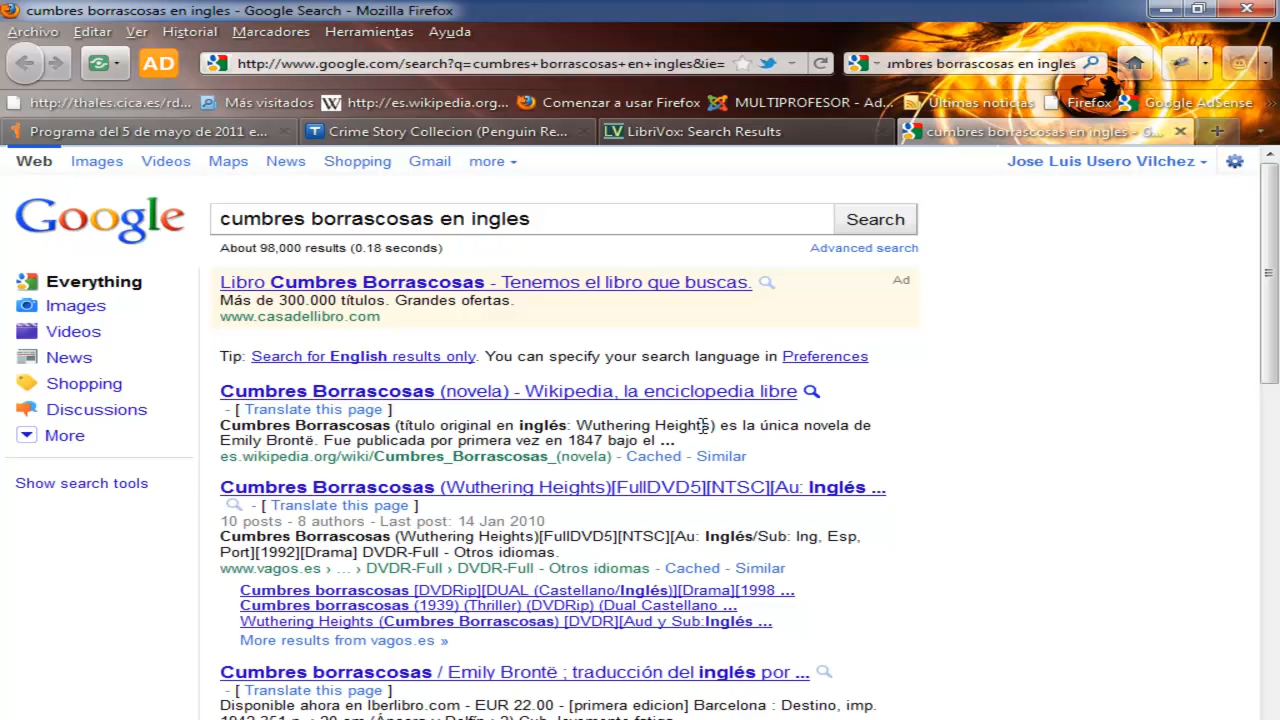 cumbres borrascosas en ingles - Google Search - Mozilla Firefox
Archivo Editar Ver Historial Marcadores Herramientas Ayuda
AD http://www.google.com/search?q=cumbres+borrascosas+en+ingles&ie= umbres borrascosas en ingles
http://thales.cica.es/rd... Más visitados http://es.wikipedia.org... Comenzar a usar Firefox MULTIPROFESOR - Ad... Últimas noticias Firefox Google AdSense
Programa del 5 de mayo de 2011 e... Crime Story Collecion (Penguin Re... LibriVox: Search Results cumbres borrascosas en ingles - G...
Web Images Videos Maps News Shopping Gmail more Jose Luis Usero Vilchez
Google cumbres borrascosas en ingles Search
About 98,000 results (0.18 seconds) Advanced search
Everything
Images
Videos
News
Shopping
Discussions
More
Show search tools
Libro Cumbres Borrascosas - Tenemos el libro que buscas. Ad
Más de 300.000 títulos. Grandes ofertas.
www.casadellibro.com
Tip: Search for English results only. You can specify your search language in Preferences
Cumbres Borrascosas (novela) - Wikipedia, la enciclopedia libre
- [ Translate this page ]
Cumbres Borrascosas (título original en inglés: Wuthering Heights) es la única novela de
Emily Brontë. Fue publicada por primera vez en 1847 bajo el ...
es.wikipedia.org/wiki/Cumbres_Borrascosas_(novela) - Cached - Similar
Cumbres Borrascosas (Wuthering Heights)[FullDVD5][NTSC][Au: Inglés ...
- [ Translate this page ]
10 posts - 8 authors - Last post: 14 Jan 2010
Cumbres Borrascosas (Wuthering Heights)[FullDVD5][NTSC][Au: Inglés/Sub: Ing, Esp,
Port][1992][Drama] DVDR-Full - Otros idiomas.
www.vagos.es › ... › DVDR-Full › DVDR-Full - Otros idiomas - Cached - Similar
Cumbres borrascosas [DVDRip][DUAL (Castellano/Inglés)][Drama][1998 ...
Cumbres borrascosas (1939) (Thriller) (DVDRip) (Dual Castellano ...
Wuthering Heights (Cumbres Borrascosas) [DVDR][Aud y Sub:Inglés ...
More results from vagos.es »
Cumbres borrascosas / Emily Brontë ; traducción del inglés por ...
- [ Translate this page ]
Disponible ahora en Iberlibro.com - EUR 22.00 - [primera edicion] Barcelona : Destino, imp.